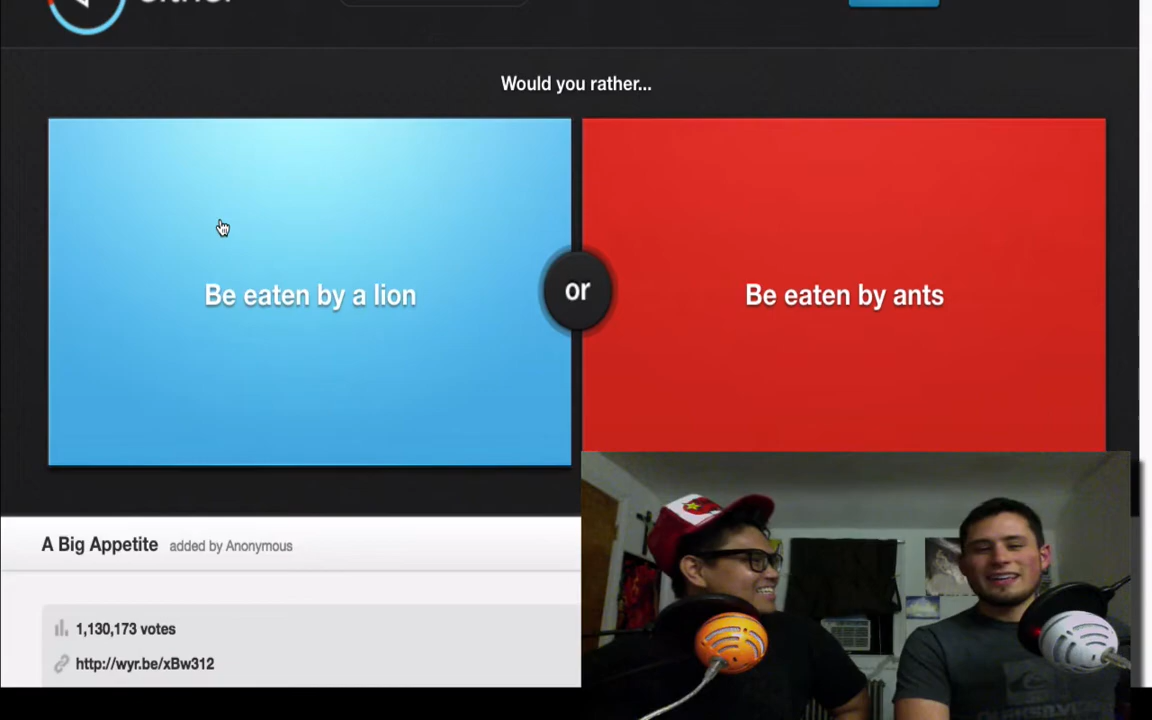 Would you rather...
Be eaten by a lion
or
Be eaten by ants
A Big Appetite added by Anonymous
1,130,173 votes
http://wyr.be/xBw312